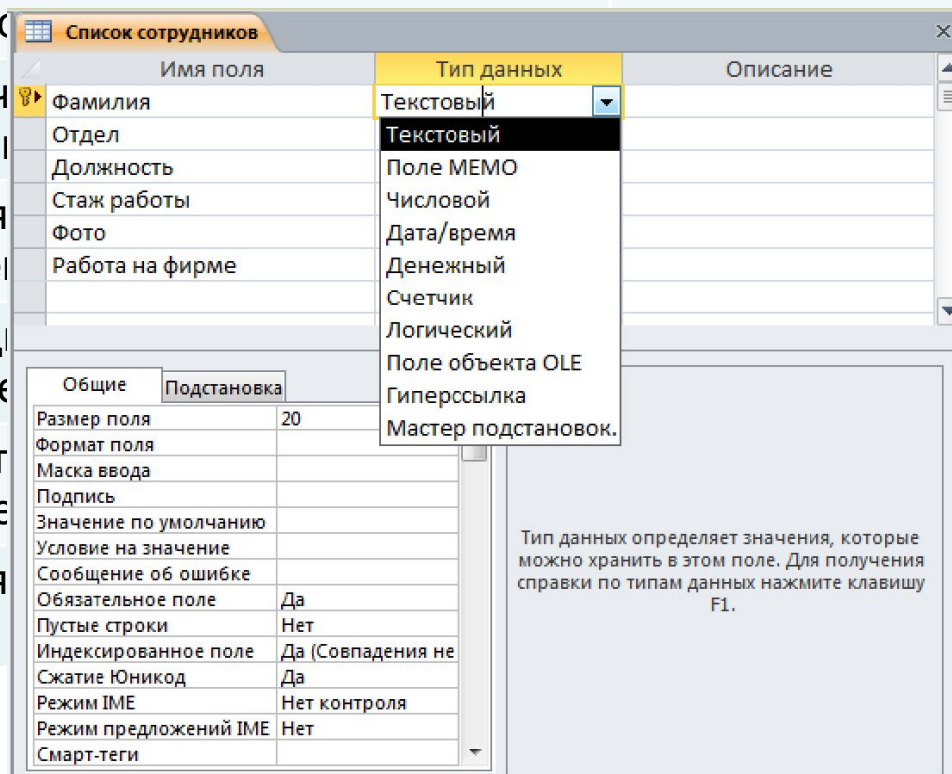 Список сотрудников
Имя поля Тип данных Описание
Фамилия Текстовый
Отдел Текстовый
Должность Поле МЕМО
Стаж работы Числовой
Фото Дата/время
Работа на фирме Денежный
Счетчик
Логический
Поле объекта OLE
Гиперссылка
Мастер подстановок.
Общие Подстановка
Размер поля 20
Формат поля
Маска ввода
Подпись
Значение по умолчанию
Условие на значение
Сообщение об ошибке
Обязательное поле Да
Пустые строки Нет
Индексированное поле Да (Совпадения не
Сжатие Юникод Да
Режим IME Нет контроля
Режим предложений IME Нет
Смарт-теги
Тип данных определяет значения, которые
можно хранить в этом поле. Для получения
справки по типам данных нажмите клавишу
F1.